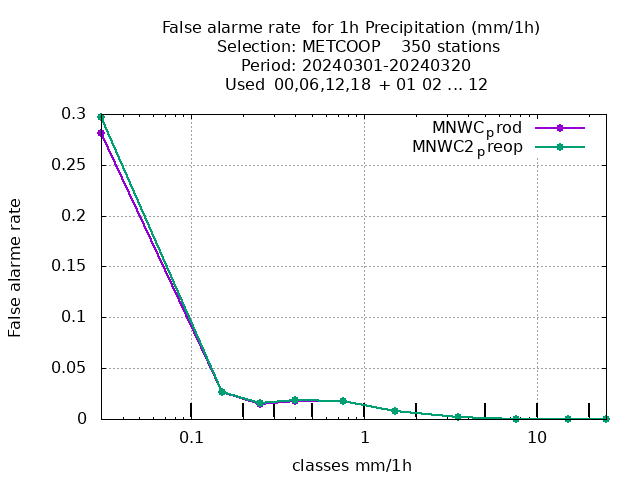 False alarme rate  for 1h Precipitation (mm/1h)
Selection: METCOOP    350 stations
Period: 20240301-20240320
Used  00,06,12,18 + 01 02 ... 12
MNWCprod
MNWC2preop
0.3
0.25
0.2
0.15
0.1
0.05
0
False alarme rate
0.1 1 10
classes mm/1h